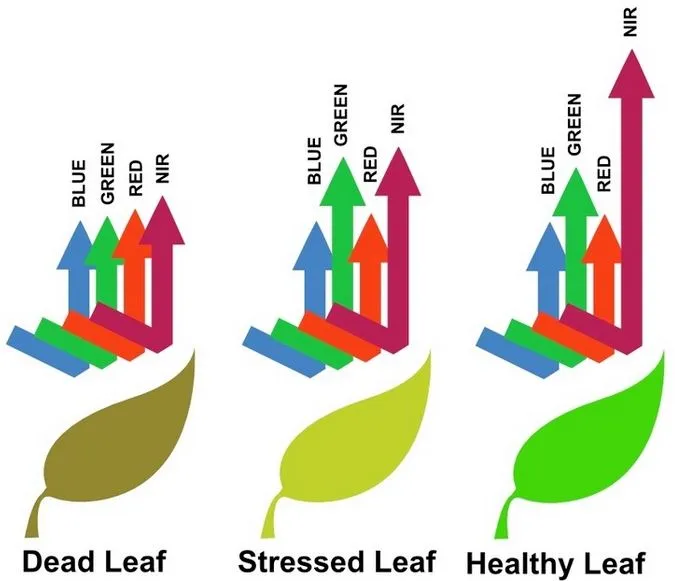 BLUE
GREEN
RED
NIR
BLUE
GREEN
RED
NIR
BLUE
GREEN
RED
NIR
Dead Leaf
Stressed Leaf
Healthy Leaf